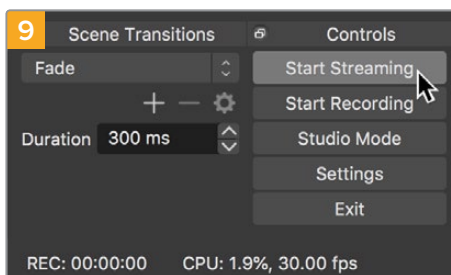 9
Scene Transitions
Controls
Fade
Start Streaming
Start Recording
Duration 300 ms
Studio Mode
Settings
Exit
REC: 00:00:00 CPU: 1.9%, 30.00 fps